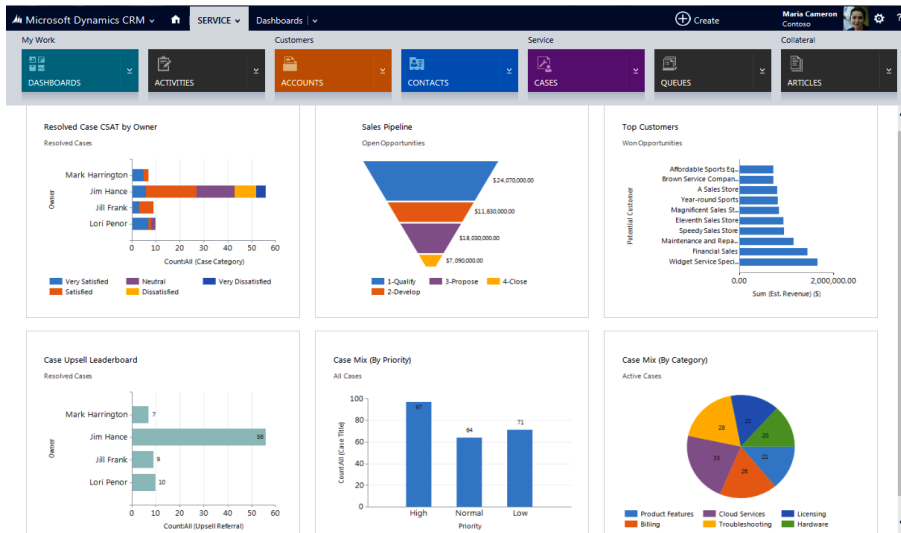 Microsoft Dynamics CRM SERVICE Dashboards Create Maria Cameron
Contoso
?
My Work Customers Service Collateral
DASHBOARDS ACTIVITIES ACCOUNTS CONTACTS CASES QUEUES ARTICLES
Resolved Case CSAT by Owner
Resolved Cases
Owner
Mark Harrington
Jim Hance
Jill Frank
Lori Penor
0 10 20 30 40 50 60
Count:All (Case Category)
Very Satisfied Neutral Very Dissatisfied
Satisfied Dissatisfied
Sales Pipeline
Open Opportunities
$24,070,000.00
$11,830,000.00
$18,030,000.00
$7,090,000.00
1-Qualify 3-Propose 4-Close
2-Develop
Top Customers
Won Opportunities
Potential Customer
Affordable Sports Eq...
Brown Service Compan...
A Sales Store
Year-round Sports
Magnificent Sales St...
Eleventh Sales Store
Speedy Sales Store
Maintenance and Repa...
Financial Sales
Widget Service Speci...
0.00 2,000,000.00
Sum (Est. Revenue) ($)
Case Upsell Leaderboard
Resolved Cases
Owner
Mark Harrington 7
Jim Hance 56
Jill Frank 9
Lori Penor 10
0 10 20 30 40 50 60
Count:All (Upsell Referral)
Case Mix (By Priority)
All Cases
Count:All (Case Title)
100
80
60
40
20
0
97
64
71
High Normal Low
Priority
Case Mix (By Category)
Active Cases
28
20
33
21
26
Product Features Cloud Services Licensing
Billing Troubleshooting Hardware